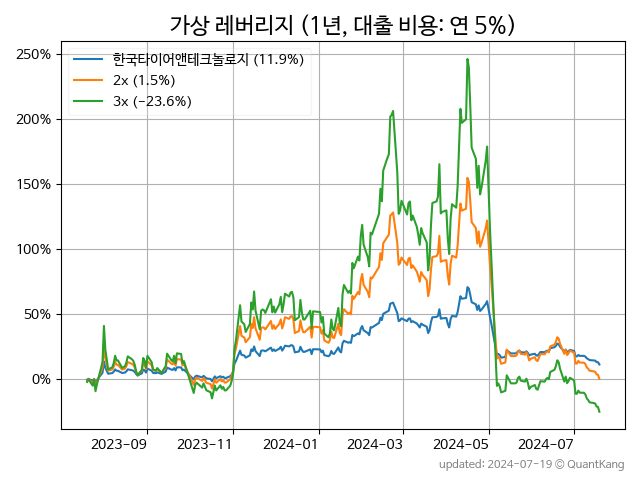 가상 레버리지 (1년, 대출 비용: 연 5%)
250%
200%
150%
100%
50%
0%
한국타이어앤테크놀로지 (11.9%)
2x (1.5%)
3x (-23.6%)
2023-09 2023-11 2024-01 2024-03 2024-05 2024-07
updated: 2024-07-19 © QuantKang